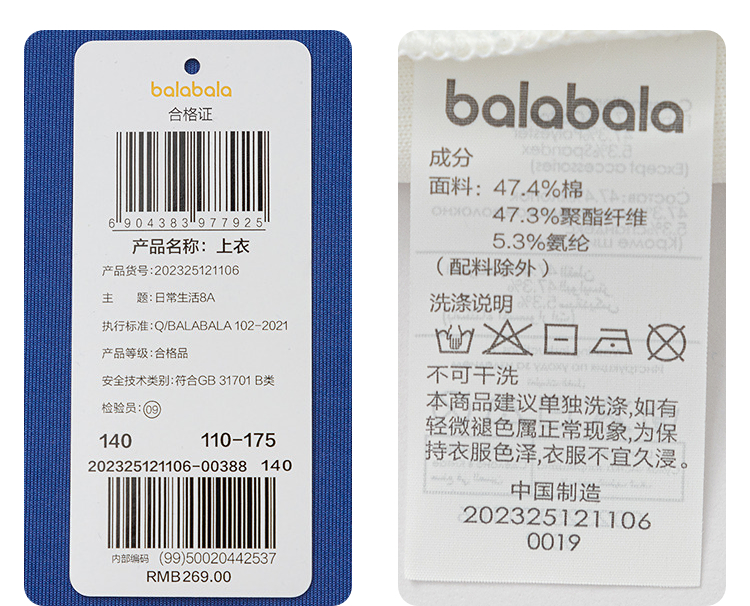 balabala
合格证
6 904383 977925
产品名称：上衣
产品货号:202325121106
主　　题:日常生活8A
执行标准:Q/BALABALA 102-2021
产品等级:合格品
安全技术类别:符合GB 31701 B类
检验员:09
140 110-175
202325121106-00388 140
内部编码 (99)50020442537
RMB269.00
balabala
成分
面料：47.4%棉
47.3%聚酯纤维
5.3%氨纶
（配料除外）
洗涤说明
不可干洗
本商品建议单独洗涤,如有
轻微褪色属正常现象,为保
持衣服色泽,衣服不宜久浸。
中国制造
202325121106
0019